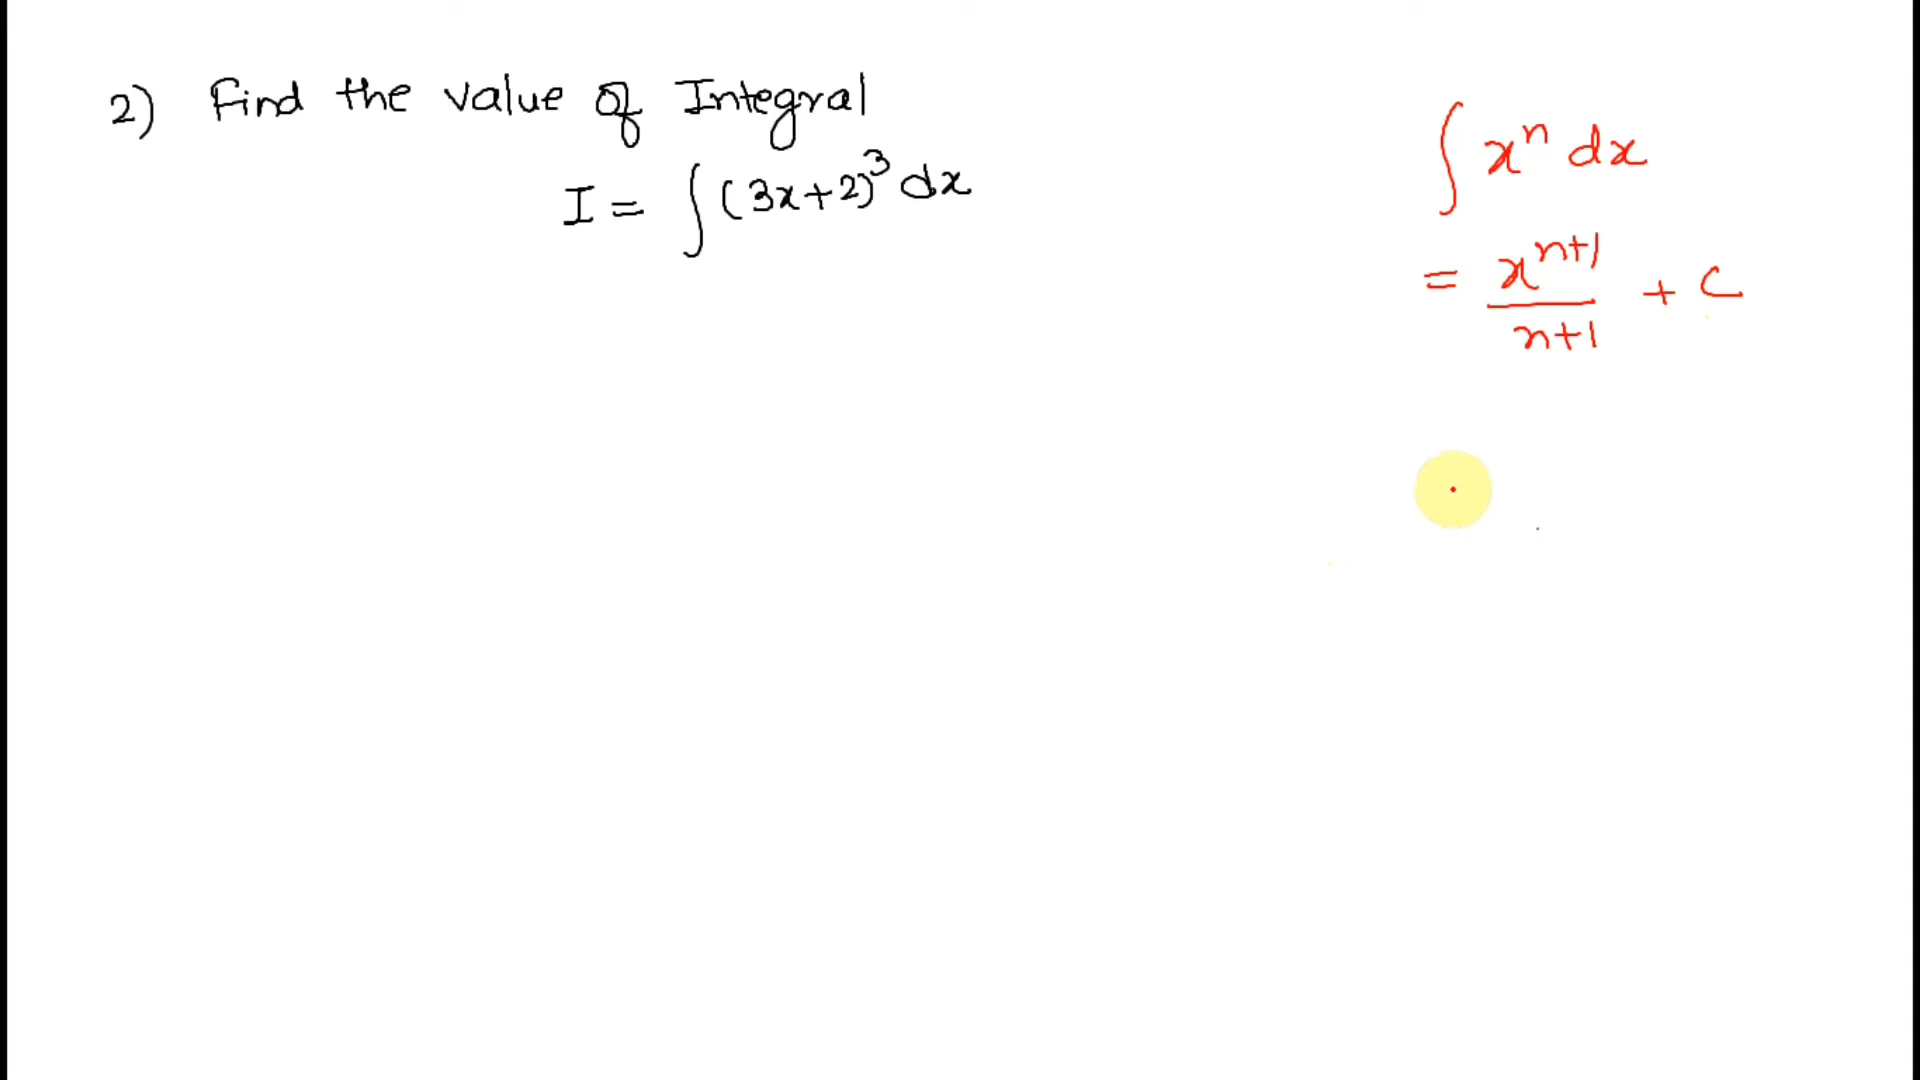 2) Find the value of Integral
I = ∫(3x+2)³ dx
∫ xⁿ dx
= xⁿ⁺¹/n+1 + C